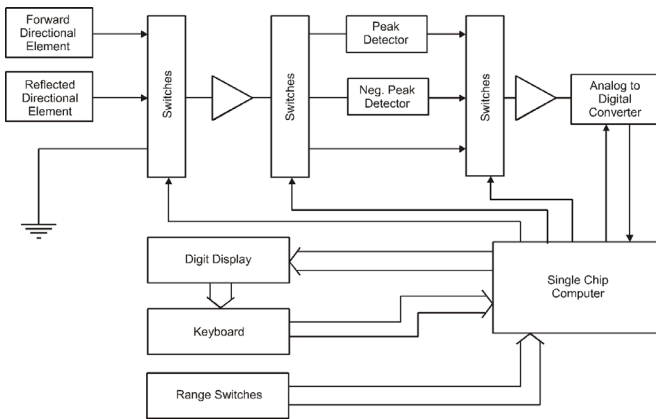 Forward
Directional
Element
Reflected
Directional
Element
Switches
Switches
Peak
Detector
Neg. Peak
Detector
Switches
Analog to
Digital
Converter
Digit Display
Keyboard
Range Switches
Single Chip
Computer